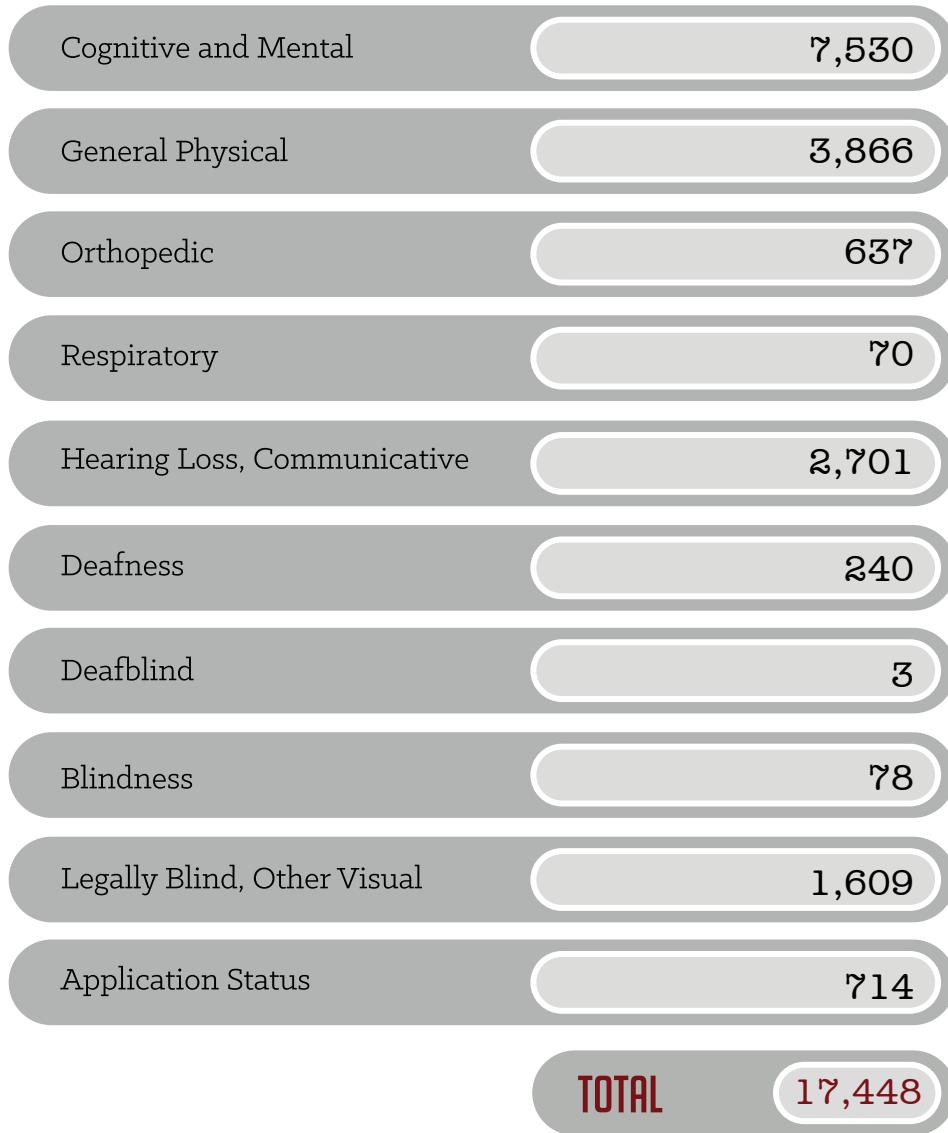 Cognitive and Mental 7,530
General Physical 3,866
Orthopedic 637
Respiratory 70
Hearing Loss, Communicative 2,701
Deafness 240
Deafblind 3
Blindness 78
Legally Blind, Other Visual 1,609
Application Status 714
TOTAL 17,448